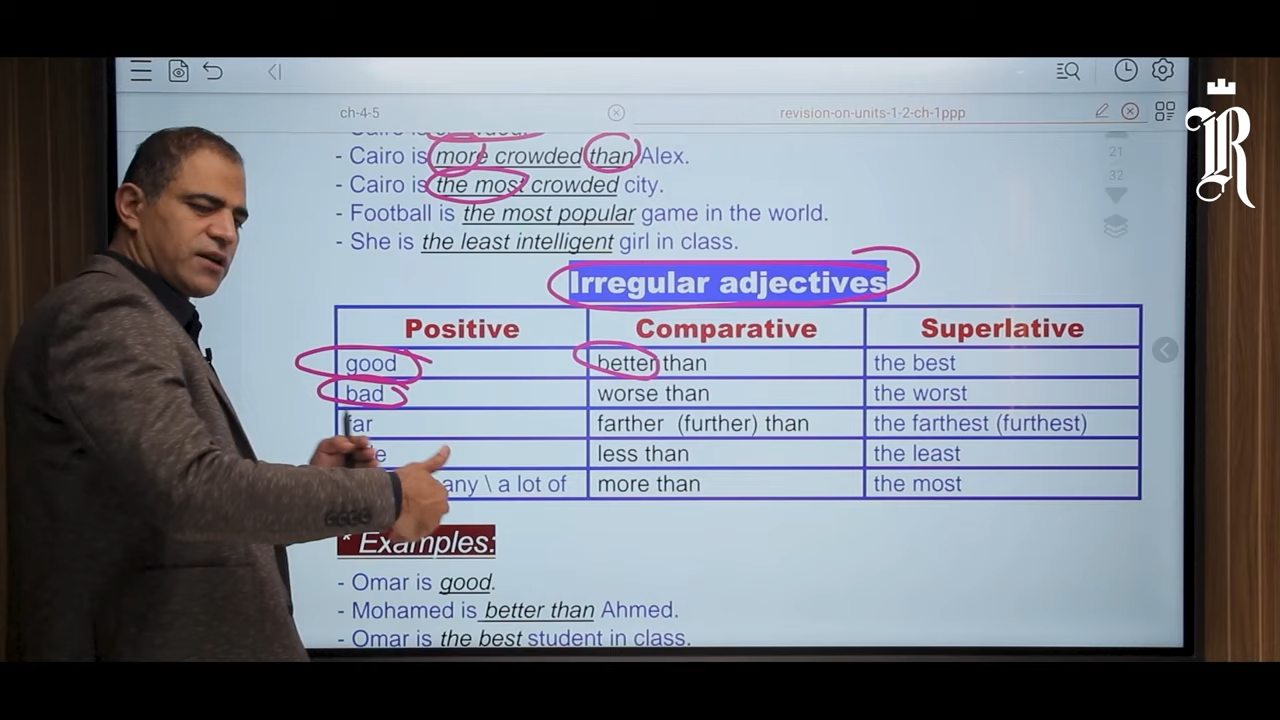 ch-4-5
revision-on-units-1-2-ch-1ppp
Cairo is
- Cairo is more crowded than Alex.
21
- Cairo is the most crowded city.
32
- Football is the most popular game in the world.
- She is the least intelligent girl in class.
Irregular adjectives
Positive Comparative Superlative
good better than the best
bad worse than the worst
far farther (further) than the farthest (furthest)
less than the least
\ a lot of more than the most
* Examples:
- Omar is good.
- Mohamed is better than Ahmed.
- Omar is the best student in class.
R